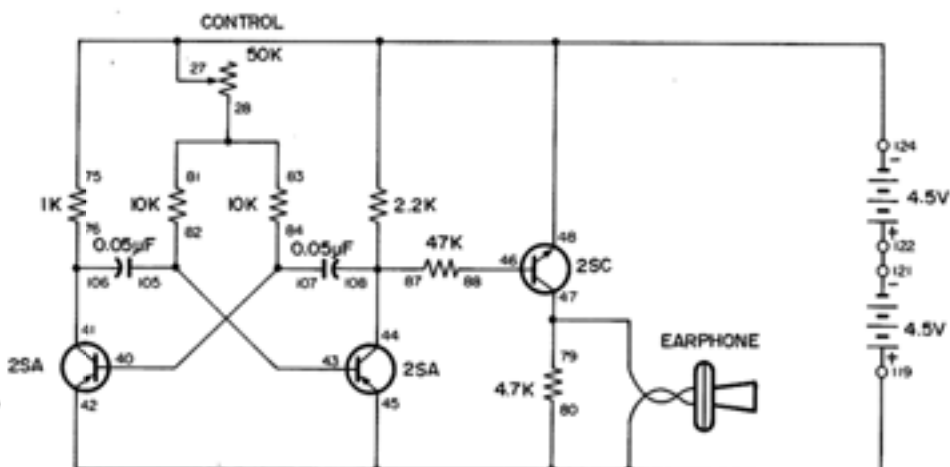 CONTROL
50K
27
28
124
75
81
83
4.5V
1K
10K
10K
2.2K
76
82
84
122
0.05µF
0.05µF
47K
48
46
2SC
121
106
105
107
108
87
88
47
41
44
4.5V
EARPHONE
2SA
40
43
2SA
79
119
4.7K
42
45
80